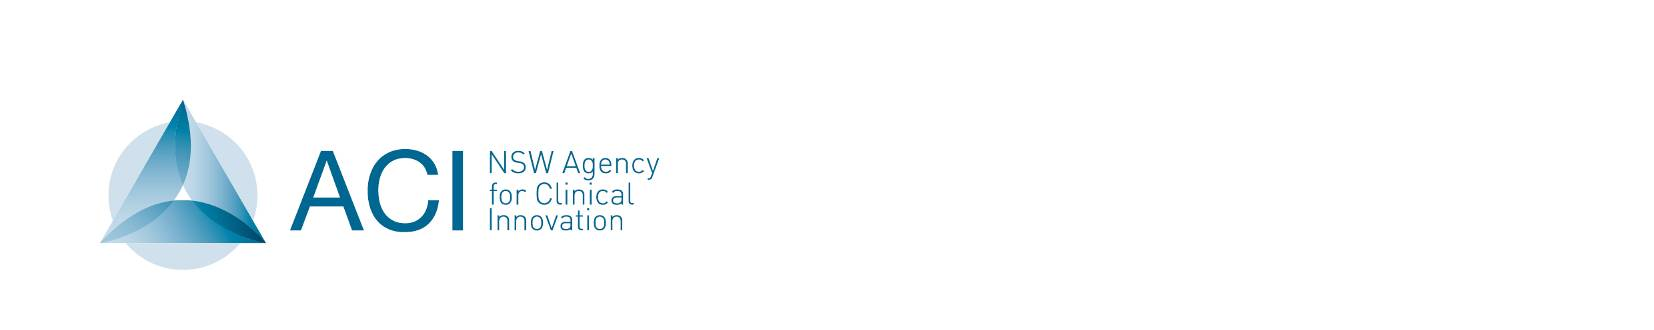 ACI
NSW Agency
for Clinical
Innovation